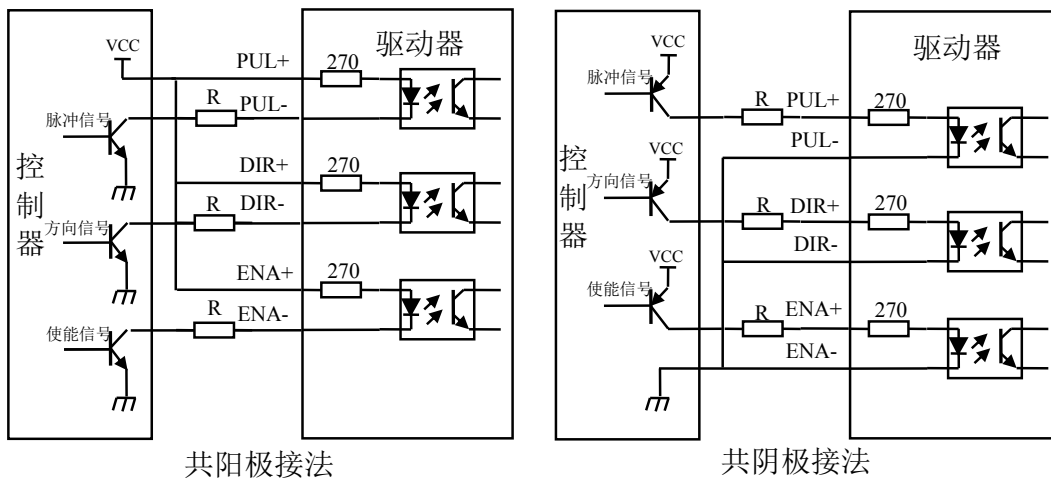 VCC
脉冲信号
控制器
方向信号
使能信号
PUL+
R
PUL-
DIR+
R
DIR-
ENA+
R
ENA-
驱动器
270
270
270
共阳极接法
VCC
脉冲信号
VCC
控制器
方向信号
VCC
使能信号
R
PUL+
PUL-
R
DIR+
DIR-
R
ENA+
ENA-
驱动器
270
270
270
共阴极接法